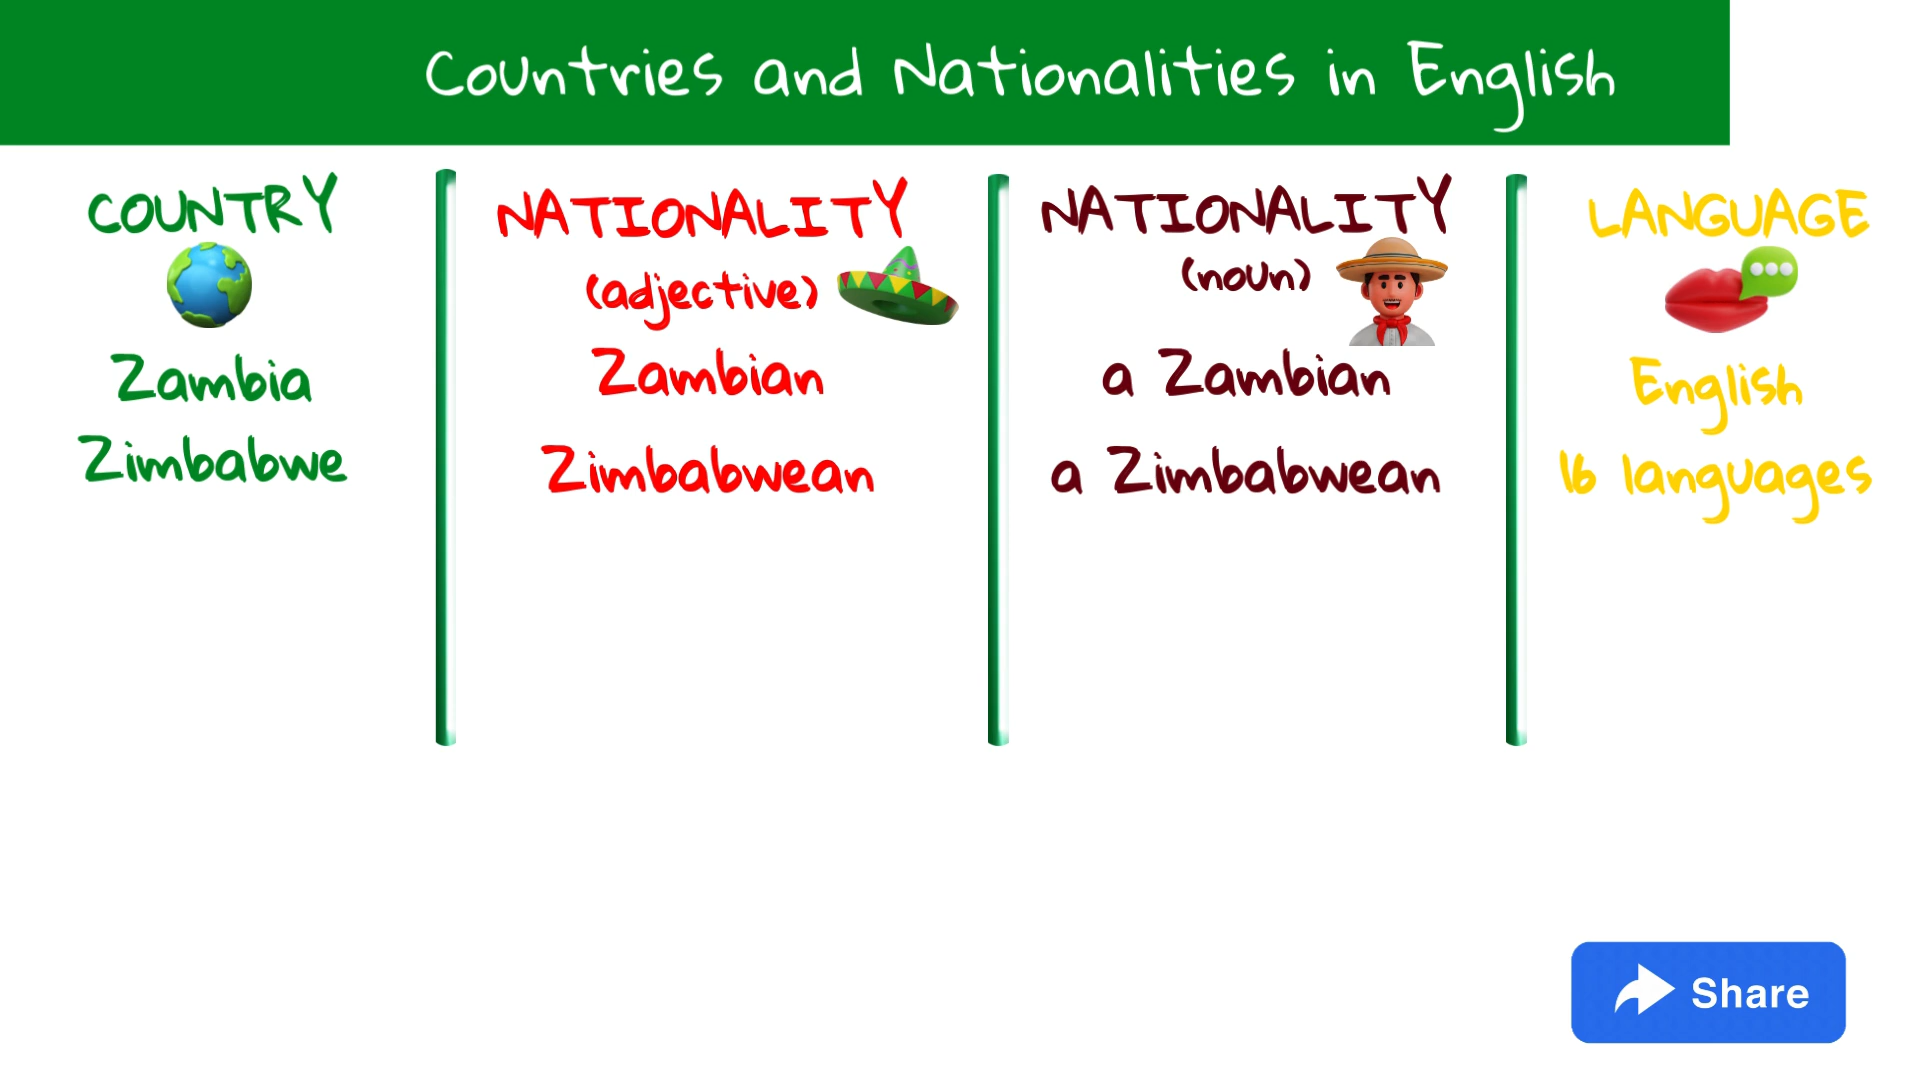 Countries and Nationalities in English
COUNTRY
NATIONALITY
(adjective)
NATIONALITY
(noun)
LANGUAGE
Zambia
Zambian
a Zambian
English
Zimbabwe
Zimbabwean
a Zimbabwean
16 languages
Share